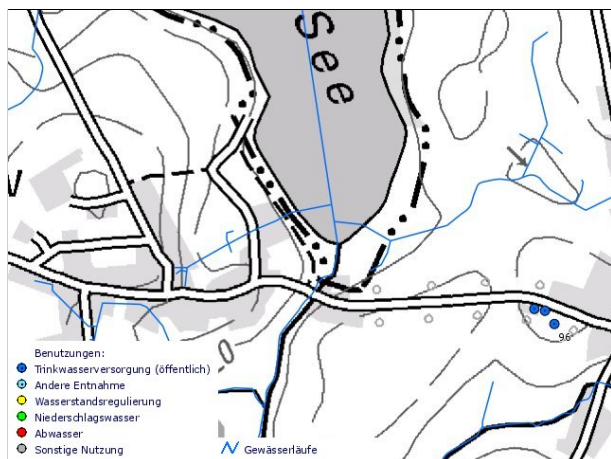 See
96
Benutzungen:
Trinkwasserversorgung (öffentlich)
Andere Entnahme
Wasserstandsregulierung
Niederschlagswasser
Abwasser
Sonstige Nutzung
Gewässerläufe